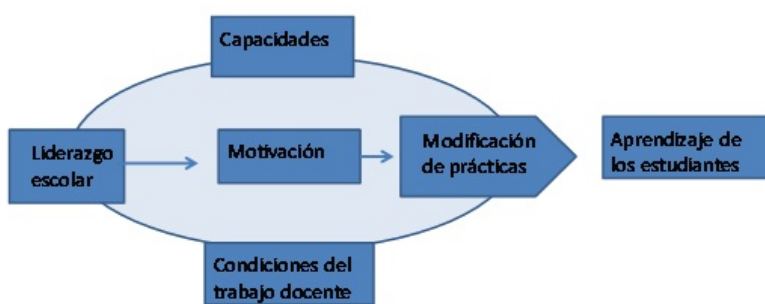 Capacidades
Liderazgo
escolar
Motivación
Modificación
de prácticas
Aprendizaje de
los estudiantes
Condiciones del
trabajo docente